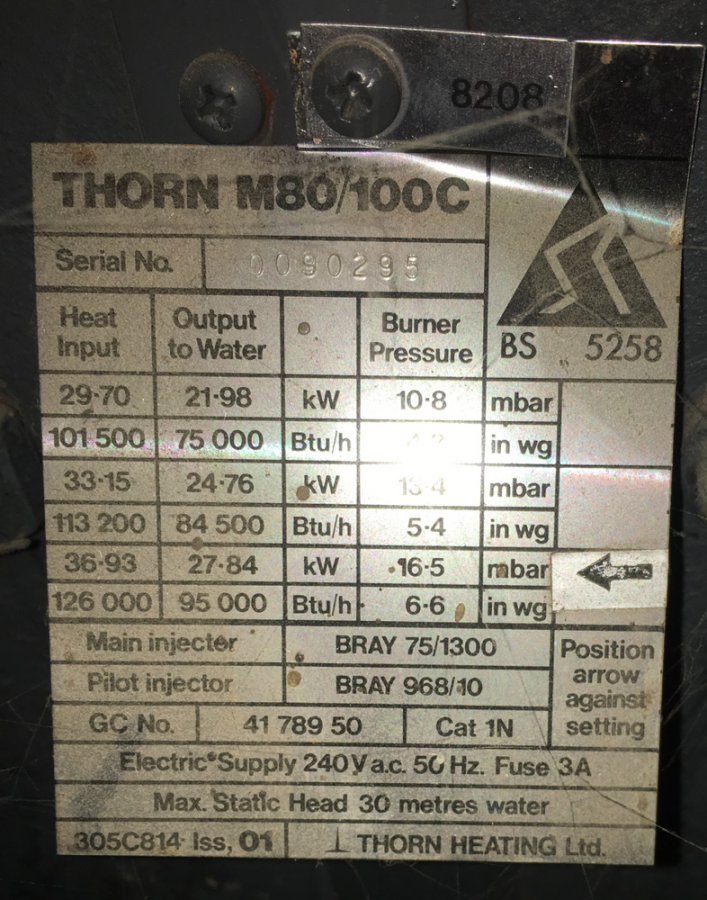 8208
THORN M80/100C
Serial No. 0090295
Heat Input Output to Water Burner Pressure BS 5258
29·70 21·98 kW 10·8 mbar
101 500 75 000 Btu/h in wg
33·15 24·76 kW 13·4 mbar
113 200 84 500 Btu/h 5·4 in wg
36·93 27·84 kW 16·5 mbar
126 000 95 000 Btu/h 6·6 in wg
Main injector BRAY 75/1300
Pilot injector BRAY 968/10
Position arrow against setting
GC No. 41 789 50 Cat 1N
Electric Supply 240V a.c. 50 Hz. Fuse 3A
Max. Static Head 30 metres water
305C814 Iss, 01 THORN HEATING Ltd.